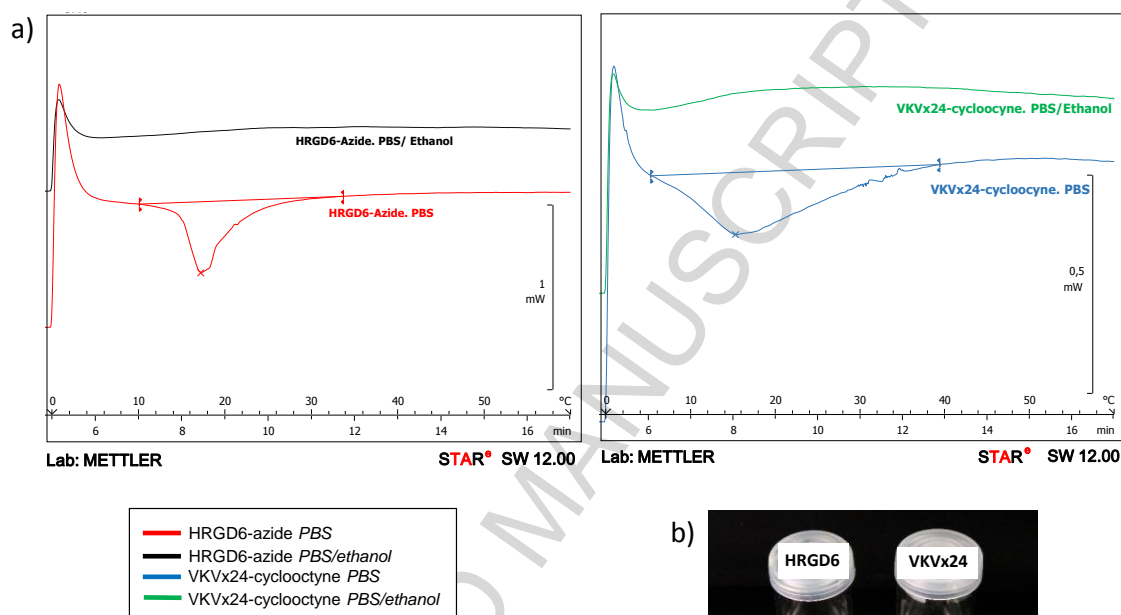 a)
HRGD6-Azide. PBS/ Ethanol
HRGD6-Azide. PBS
1
mW
0 10 20 30 40 50 °C
6 8 10 12 14 16 min
Lab: METTLER STARe SW 12.00
VKVx24-cycloocyne. PBS/Ethanol
VKVx24-cycloocyne. PBS
0,5
mW
0 10 20 30 40 50 °C
6 8 10 12 14 16 min
Lab: METTLER STARe SW 12.00
HRGD6-azide PBS
HRGD6-azide PBS/ethanol
VKVx24-cyclooctyne PBS
VKVx24-cyclooctyne PBS/ethanol
b)
HRGD6 VKVx24
D MANUSCRIPT